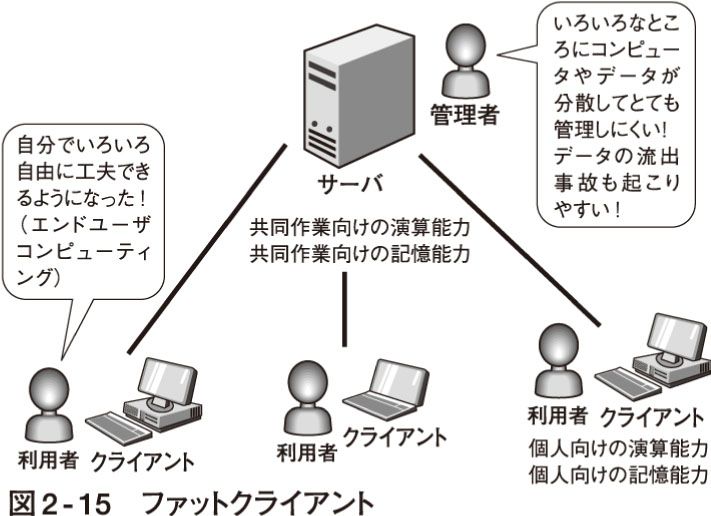 いろいろなとこ
ろにコンピュー
タやデータが
分散してとても
管理しにくい!
データの流出
事故も起こり
やすい!
管理者
サーバ
自分でいろいろ
自由に工夫でき
るようになった!
(エンドユーザ
コンピューティ
ング)
共同作業向けの演算能力
共同作業向けの記憶能力
利用者 クライアント
利用者 クライアント
利用者 クライアント
個人向けの演算能力
個人向けの記憶能力
図2-15 ファットクライアント